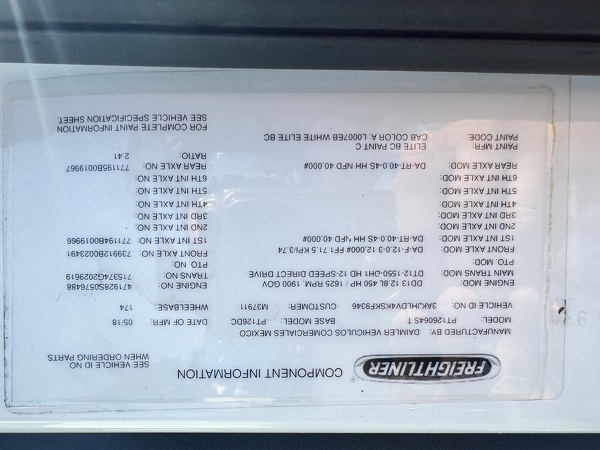 FREIGHTLINER
COMPONENT INFORMATION
SEE VEHICLE ID NO
WHEN ORDERING PARTS
MANUFACTURED BY: DAIMLER VEHICULOS COMERCIALES MEXICO
MODEL: PT126064S T BASE MODEL: PT126DC DATE OF MFR: 05-18
VEHICLE ID NO: 3AKJHLDV4KSKF9346 CUSTOMER: M37911 WHEELBASE: 174
ENGINE MOD: DD13 12.8L 450 HP / 1625 RPM 1900 GOV ENGINE NO: 471928S0576488
MAIN TRANS MOD: DT12-1550-DH1 12-SPEED DIRECT DRIVE TRANS NO: 715374G2029619
PTO. MOD: PTO NO:
FRONT AXLE MOD: DA-F-12.0-3 12,000# FF1 71.5 KPI/3.74 FRONT AXLE NO: 739912B0023491
1ST INT AXLE MOD: DA-RT-40.0-4S HH NFD 40,000# 1ST INT AXLE NO: 771194B0019966
2ND INT AXLE MOD: 2ND INT AXLE NO:
3RD INT AXLE MOD: 3RD INT AXLE NO:
4TH INT AXLE MOD: 4TH INT AXLE NO:
5TH INT AXLE MOD: 5TH INT AXLE NO:
6TH INT AXLE MOD: 6TH INT AXLE NO:
REAR AXLE MOD: DA-RT-40.0-4S HH NFD 40,000# REAR AXLE NO: 771195B0019967
RATIO: 2.41
PAINT MFR: ELITE BC PAINT C
PAINT CODE: CAB COLOR A: L0007EB WHITE ELITE BC
FOR COMPLETE PAINT INFORMATION
SEE VEHICLE SPECIFICATION SHEET.